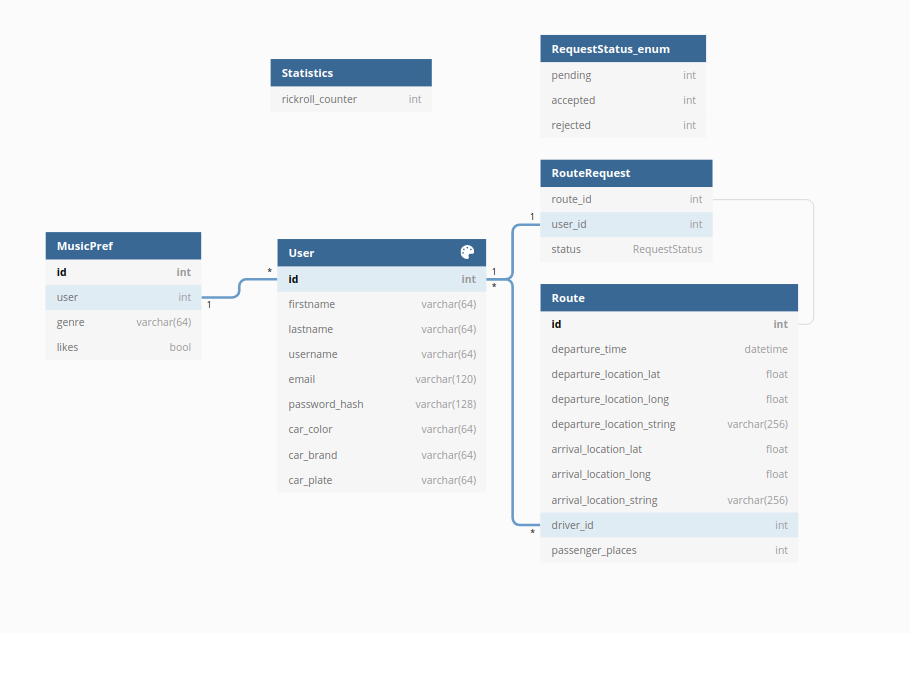 Statistics
rickroll_counter int
RequestStatus_enum
pending int
accepted int
rejected int
RouteRequest
route_id int
user_id int
status RequestStatus
MusicPref
id int
user int
genre varchar(64)
likes bool
User
id int
firstname varchar(64)
lastname varchar(64)
username varchar(64)
email varchar(120)
password_hash varchar(128)
car_color varchar(64)
car_brand varchar(64)
car_plate varchar(64)
Route
id int
departure_time datetime
departure_location_lat float
departure_location_long float
departure_location_string varchar(256)
arrival_location_lat float
arrival_location_long float
arrival_location_string varchar(256)
driver_id int
passenger_places int
1
*
1
1
*
*